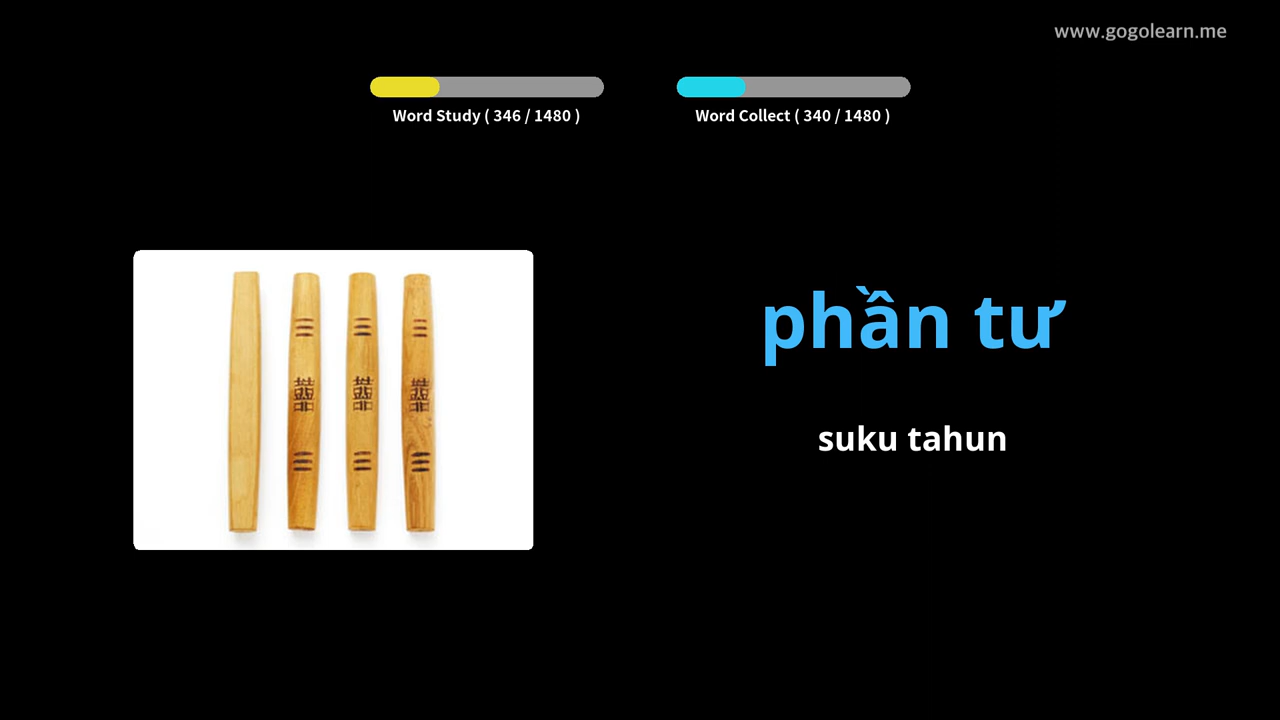 www.gogolearn.me
Word Study ( 346 / 1480 )
Word Collect ( 340 / 1480 )
phần tư
suku tahun